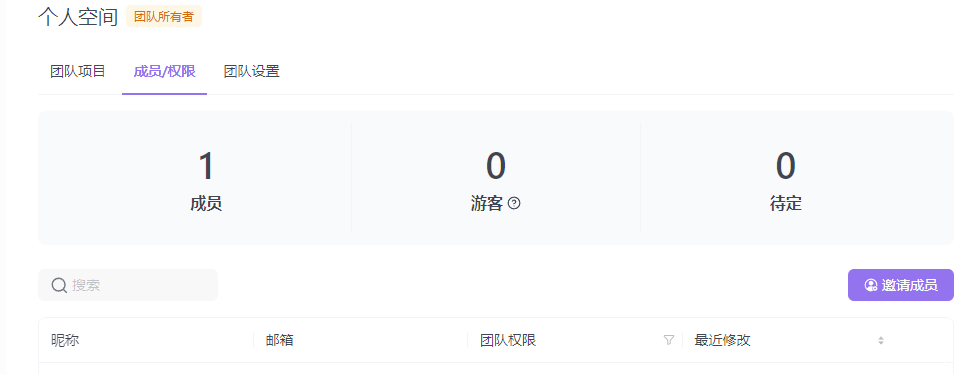 个人空间 团队所有者
团队项目 成员/权限 团队设置
1 0 0
成员 游客 待定
搜索 邀请成员
昵称 邮箱 团队权限 最近修改